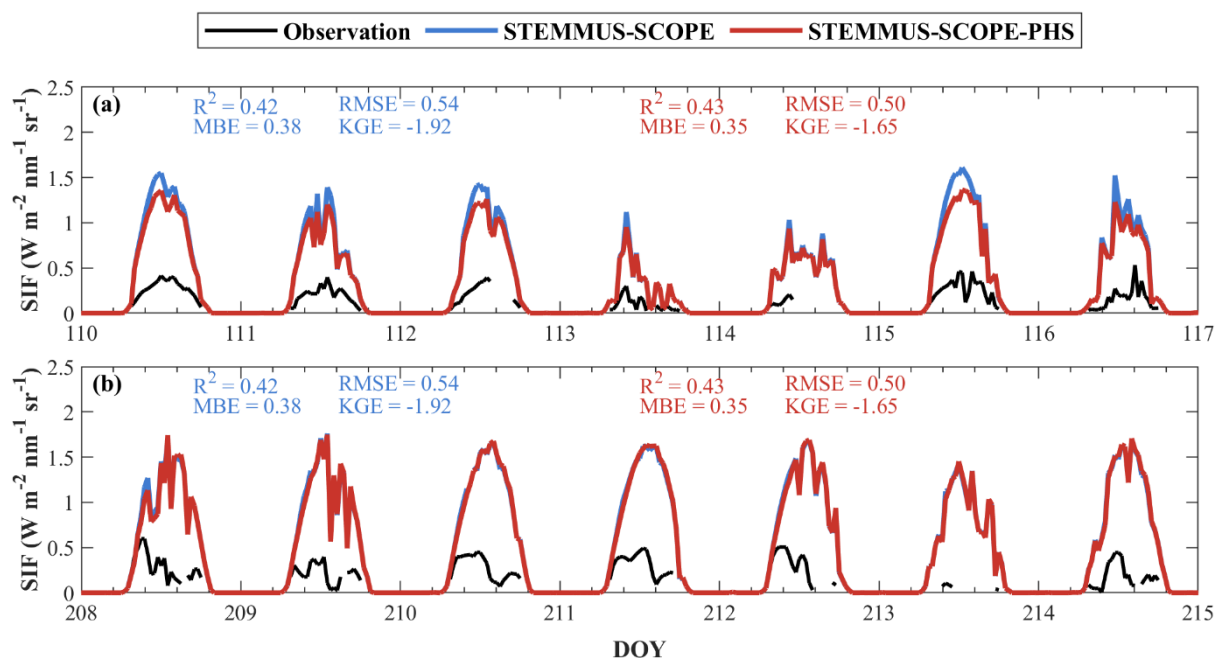 Observation STEMMUS-SCOPE STEMMUS-SCOPE-PHS
(a)
R² = 0.42 RMSE = 0.54 R² = 0.43 RMSE = 0.50
MBE = 0.38 KGE = -1.92 MBE = 0.35 KGE = -1.65
SIF (W m⁻² nm⁻¹ sr⁻¹)
2.5
2
1.5
1
0.5
0
110 111 112 113 114 115 116 117
(b)
R² = 0.42 RMSE = 0.54 R² = 0.43 RMSE = 0.50
MBE = 0.38 KGE = -1.92 MBE = 0.35 KGE = -1.65
SIF (W m⁻² nm⁻¹ sr⁻¹)
2.5
2
1.5
1
0.5
0
208 209 210 211 212 213 214 215
DOY